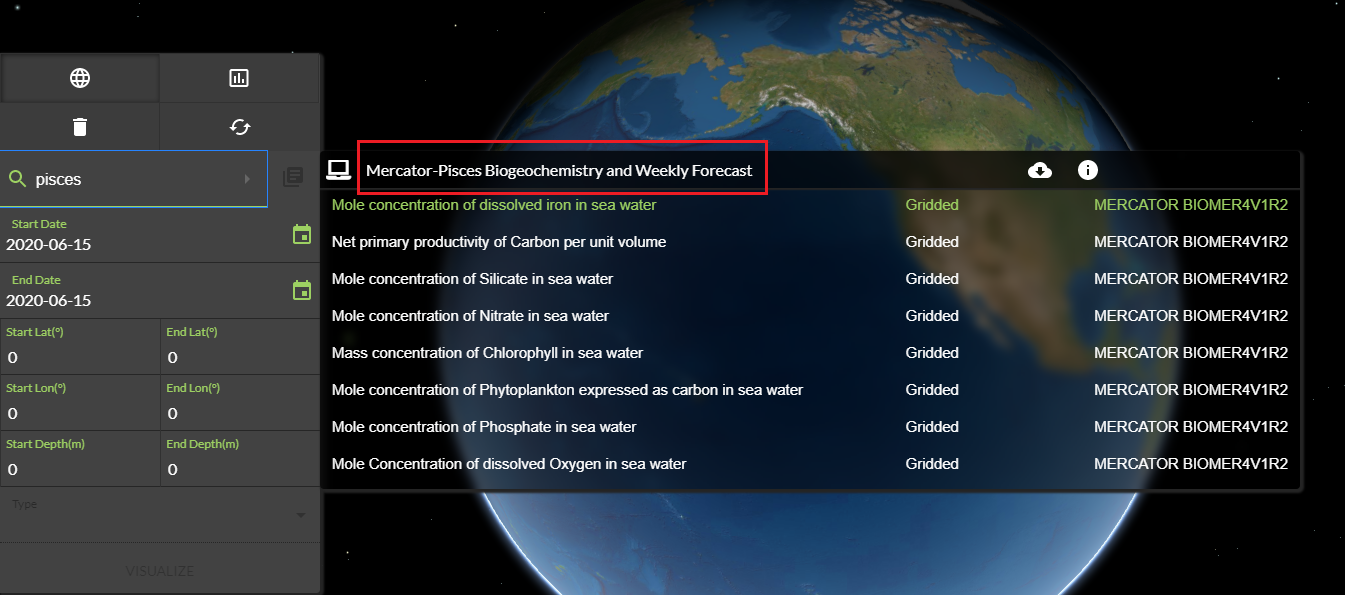 pisces
Start Date
2020-06-15
End Date
2020-06-15
Start Lat(º) End Lat(º)
0 0
Start Lon(º) End Lon(º)
0 0
Start Depth(m) End Depth(m)
0 0
Type
VISUALIZE
Mercator-Pisces Biogeochemistry and Weekly Forecast
Mole concentration of dissolved iron in sea water Gridded MERCATOR BIOMER4V1R2
Net primary productivity of Carbon per unit volume Gridded MERCATOR BIOMER4V1R2
Mole concentration of Silicate in sea water Gridded MERCATOR BIOMER4V1R2
Mole concentration of Nitrate in sea water Gridded MERCATOR BIOMER4V1R2
Mass concentration of Chlorophyll in sea water Gridded MERCATOR BIOMER4V1R2
Mole concentration of Phytoplankton expressed as carbon in sea water Gridded MERCATOR BIOMER4V1R2
Mole concentration of Phosphate in sea water Gridded MERCATOR BIOMER4V1R2
Mole Concentration of dissolved Oxygen in sea water Gridded MERCATOR BIOMER4V1R2